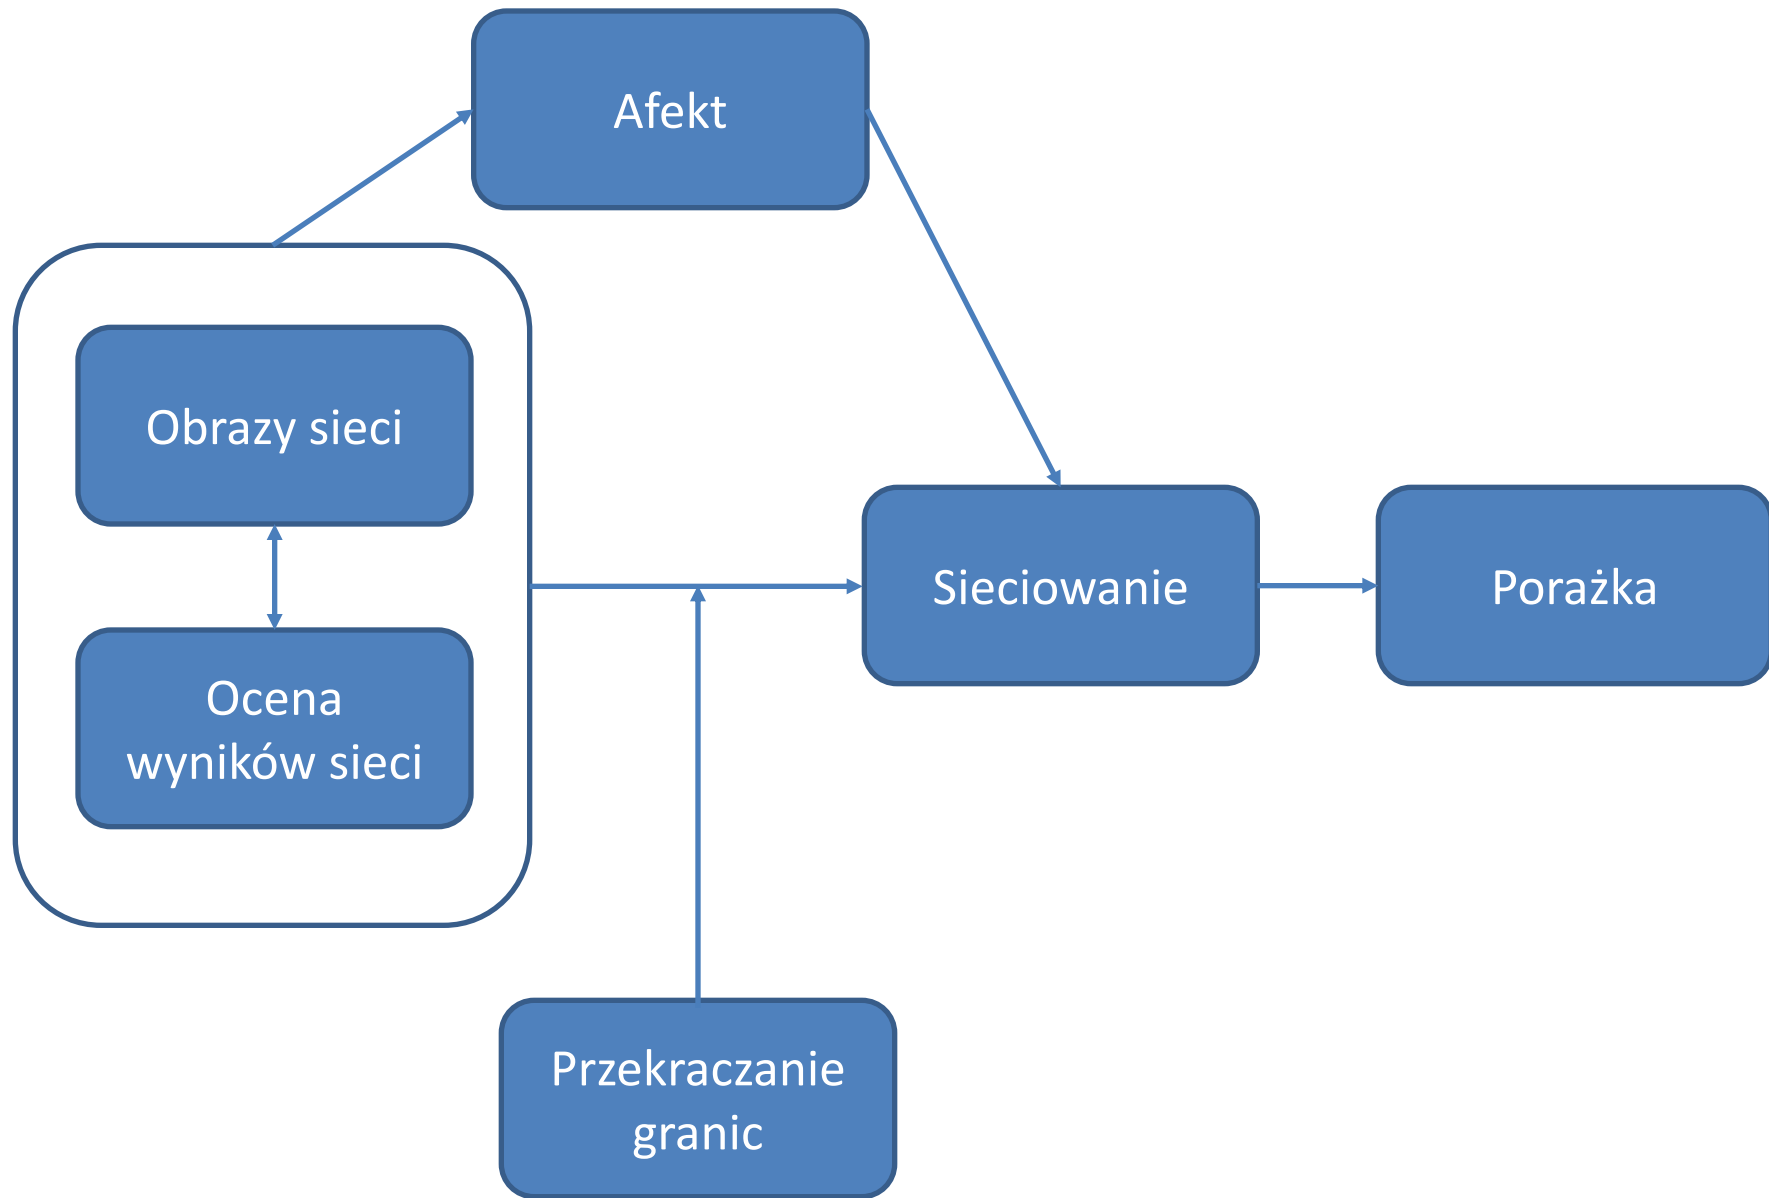 Afekt
Obrazy sieci
Ocena
wyników sieci
Sieciowanie
Porażka
Przekraczanie
granic